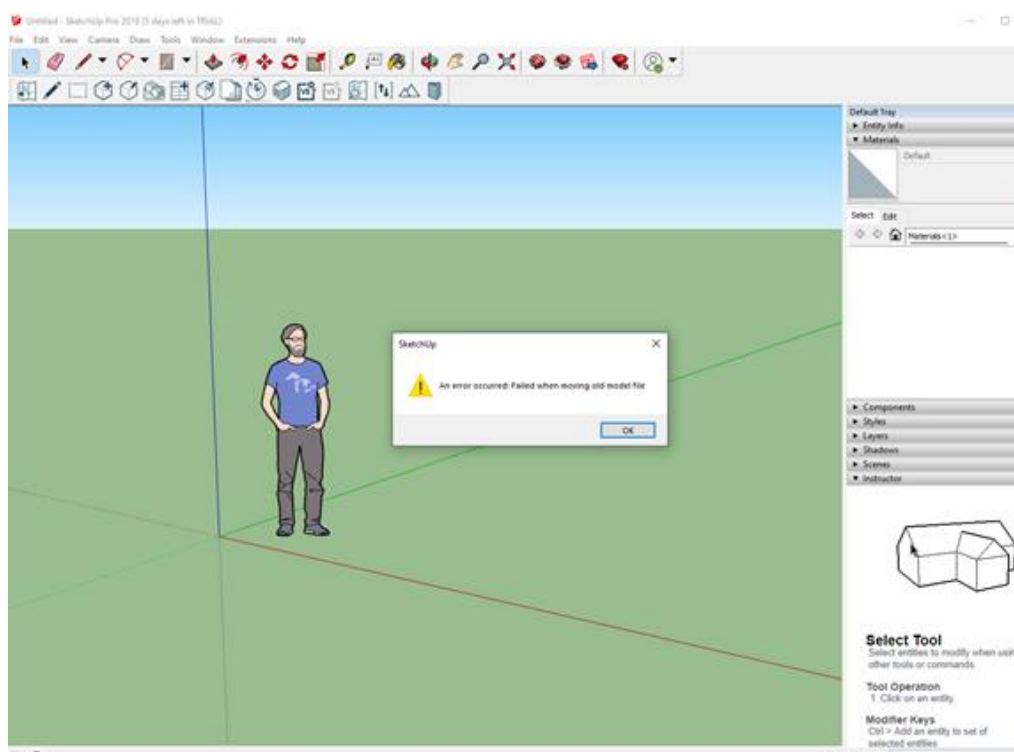 Untitled - SketchUp Pro 2019 (5 days left in TRIAL)
File Edit View Camera Draw Tools Window Extensions Help
Default Tray
Entity Info
Materials
Default
Select Edit
Materials<1>
SketchUp
An error occurred: Failed when moving old model file
OK
Components
Styles
Layers
Shadows
Scenes
Instructor
Select Tool
Select entities to modify when usin
other tools or commands.
Tool Operation
1. Click on an entity.
Modifier Keys
Ctrl > Add an entity to set of
selected entities